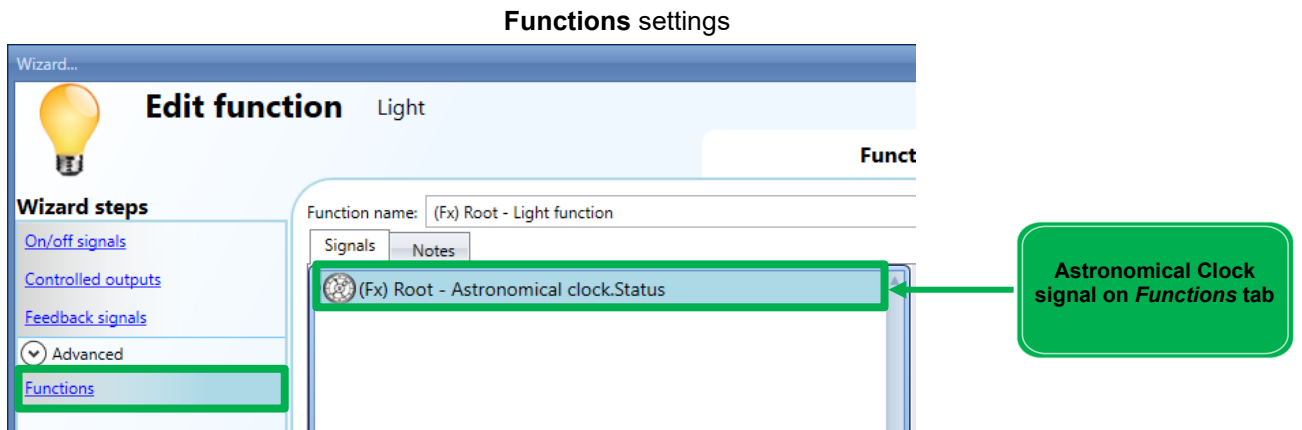 Functions settings
Wizard...
Edit function Light
Funct
Wizard steps
On/off signals
Controlled outputs
Feedback signals
Advanced
Functions
Function name: (Fx) Root - Light function
Signals Notes
(Fx) Root - Astronomical clock.Status
Astronomical Clock
signal on Functions tab